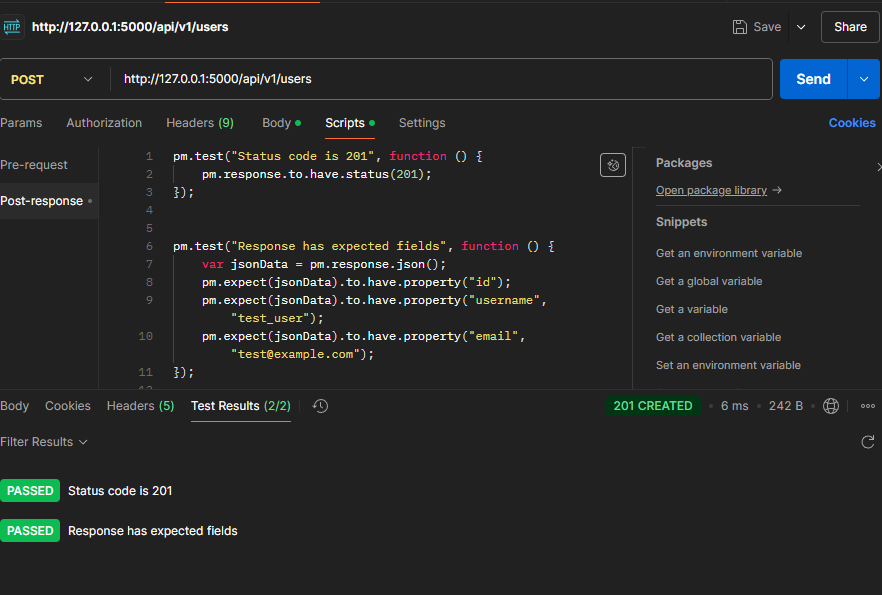 HTTP http://127.0.0.1:5000/api/v1/users Save Share
POST http://127.0.0.1:5000/api/v1/users Send
Params Authorization Headers (9) Body Scripts Settings Cookies
Pre-request
Post-response
1 pm.test("Status code is 201", function () {
2 pm.response.to.have.status(201);
3 });
4
5
6 pm.test("Response has expected fields", function () {
7 var jsonData = pm.response.json();
8 pm.expect(jsonData).to.have.property("id");
9 pm.expect(jsonData).to.have.property("username",
"test_user");
10 pm.expect(jsonData).to.have.property("email",
"test@example.com");
11 });
Packages
Open package library →
Snippets
Get an environment variable
Get a global variable
Get a variable
Get a collection variable
Set an environment variable
Body Cookies Headers (5) Test Results (2/2) 201 CREATED • 6 ms • 242 B •
Filter Results
PASSED Status code is 201
PASSED Response has expected fields